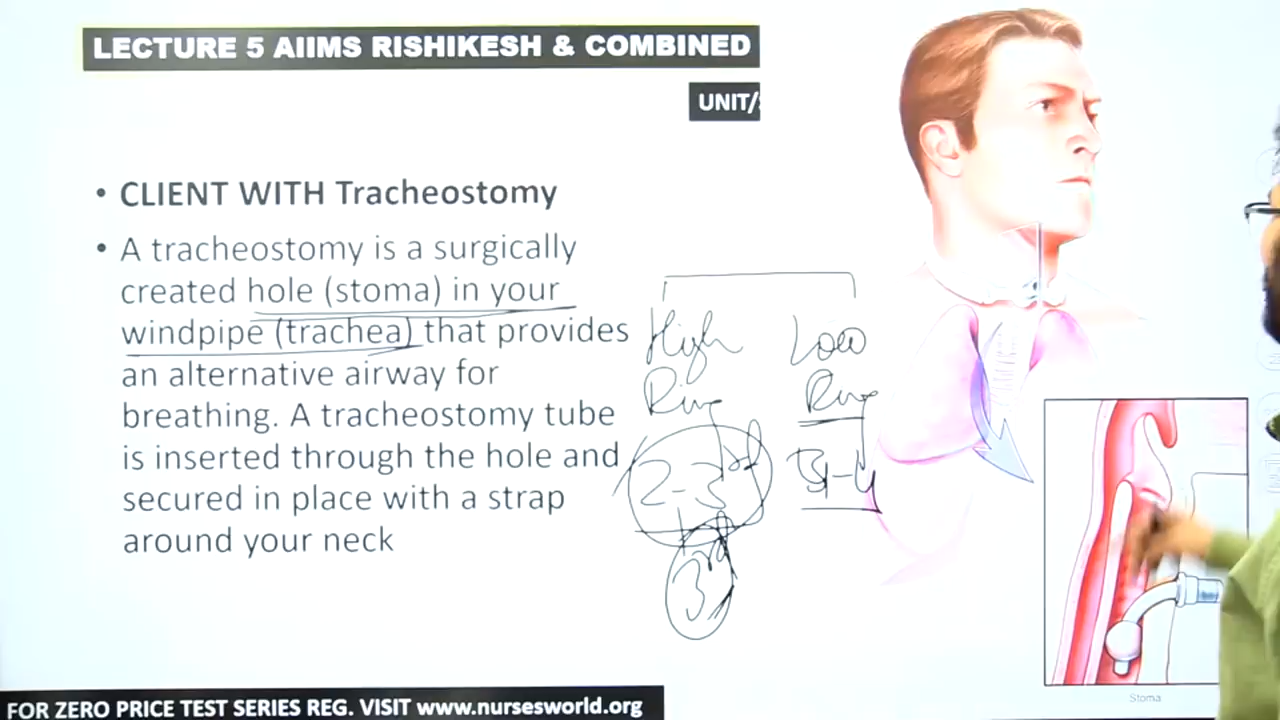 LECTURE 5 AIIMS RISHIKESH & COMBINED
UNIT/
• CLIENT WITH Tracheostomy
• A tracheostomy is a surgically
created hole (stoma) in your
windpipe (trachea) that provides
an alternative airway for
breathing. A tracheostomy tube
is inserted through the hole and
secured in place with a strap
around your neck
High Low
Ring Ring
2-3rd
3rd
Stoma
FOR ZERO PRICE TEST SERIES REG. VISIT www.nursesworld.org